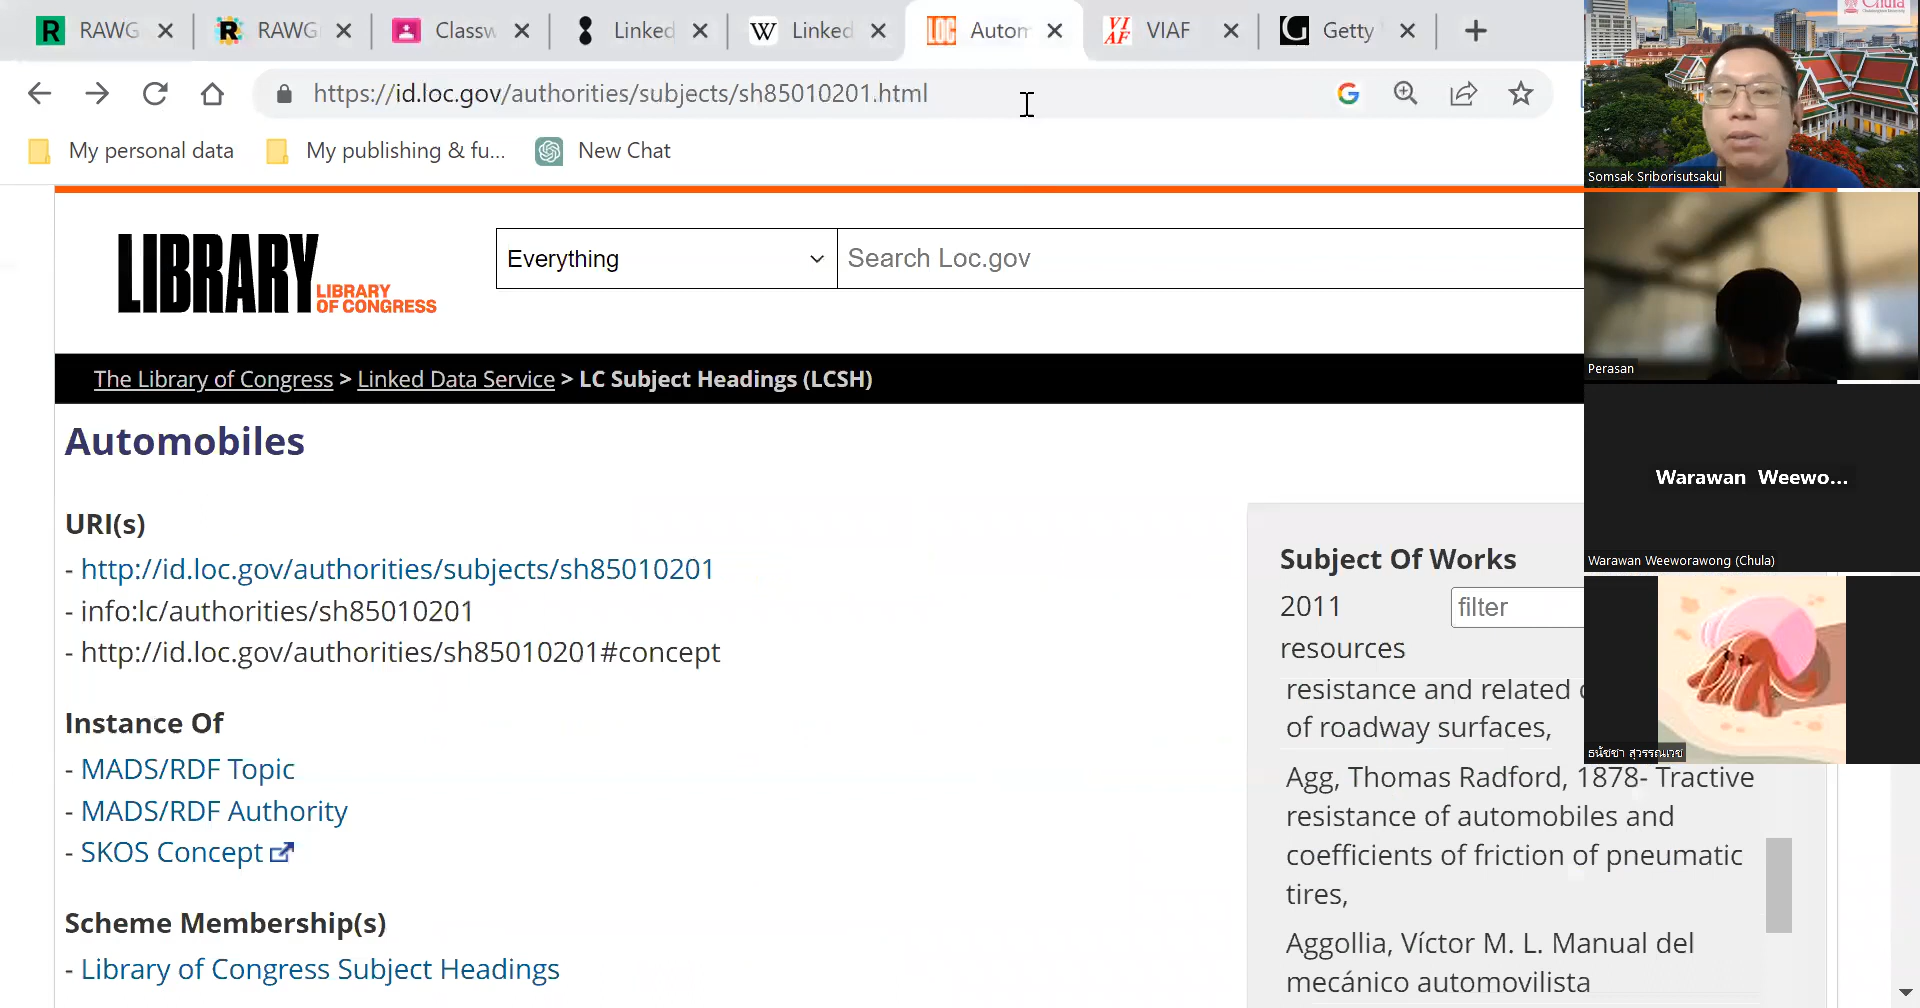 RAWG
RAWG
Classw
Linked
Linked
Autom
VIAF
Getty
https://id.loc.gov/authorities/subjects/sh85010201.html
My personal data
My publishing & fu...
New Chat
LIBRARY
LIBRARY
OF CONGRESS
Everything
Search Loc.gov
The Library of Congress > Linked Data Service > LC Subject Headings (LCSH)
Automobiles
URI(s)
- http://id.loc.gov/authorities/subjects/sh85010201
- info:lc/authorities/sh85010201
- http://id.loc.gov/authorities/sh85010201#concept
Instance Of
- MADS/RDF Topic
- MADS/RDF Authority
- SKOS Concept
Scheme Membership(s)
- Library of Congress Subject Headings
Subject Of Works
2011
resources
filter
resistance and related
of roadway surfaces,
Agg, Thomas Radford, 1878- Tractive
resistance of automobiles and
coefficients of friction of pneumatic
tires,
Aggollia, Víctor M. L. Manual del
mecánico automovilista
Chula
Somsak Sriborisutsakul
Perasan
Warawan Weewo...
Warawan Weeworawong (Chula)
ธนัชชา สุวรรณเวช